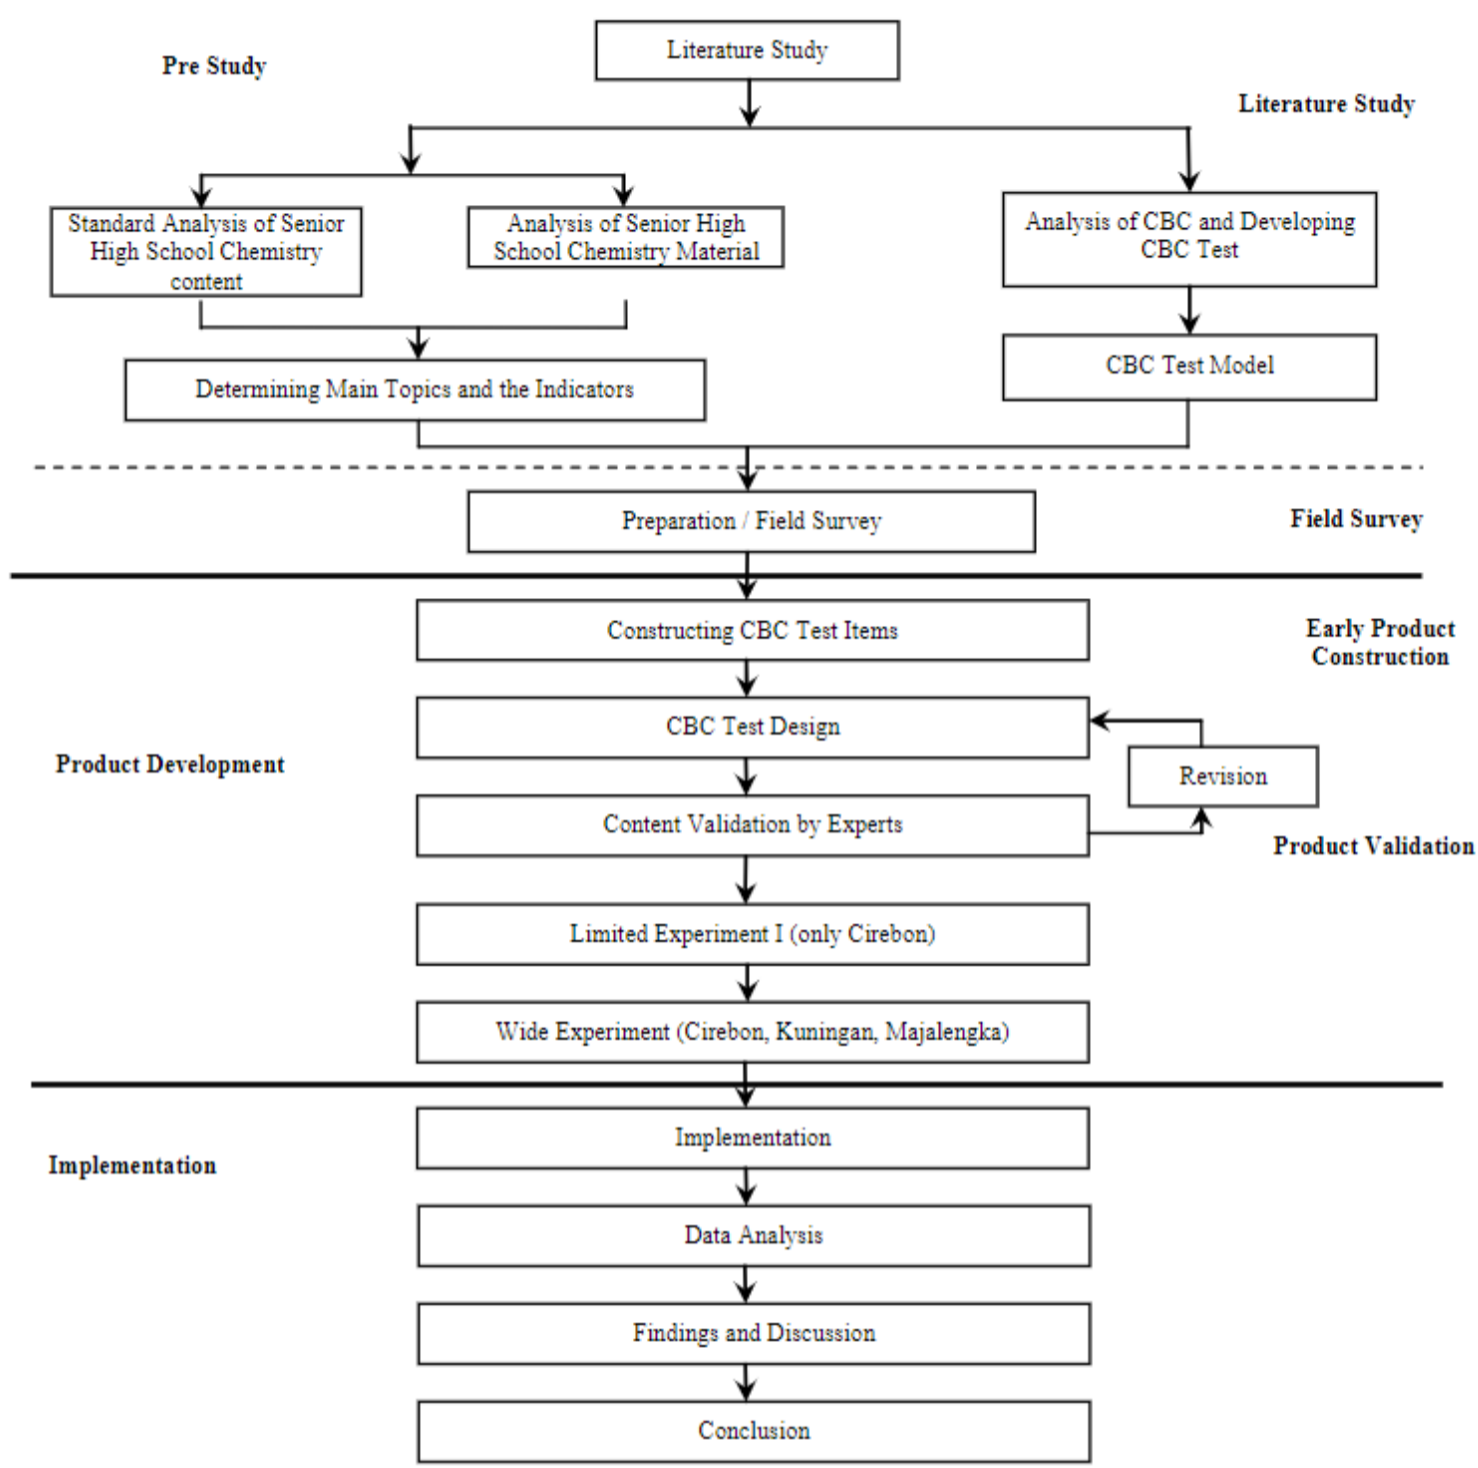 Literature Study
Pre Study
Literature Study
Standard Analysis of Senior
High School Chemistry
content
Analysis of Senior High
School Chemistry Material
Analysis of CBC and Developing
CBC Test
CBC Test Model
Determining Main Topics and the Indicators
Preparation / Field Survey
Field Survey
Constructing CBC Test Items
Early Product
Construction
CBC Test Design
Product Development
Revision
Content Validation by Experts
Product Validation
Limited Experiment I (only Cirebon)
Wide Experiment (Cirebon, Kuningan, Majalengka)
Implementation
Implementation
Data Analysis
Findings and Discussion
Conclusion